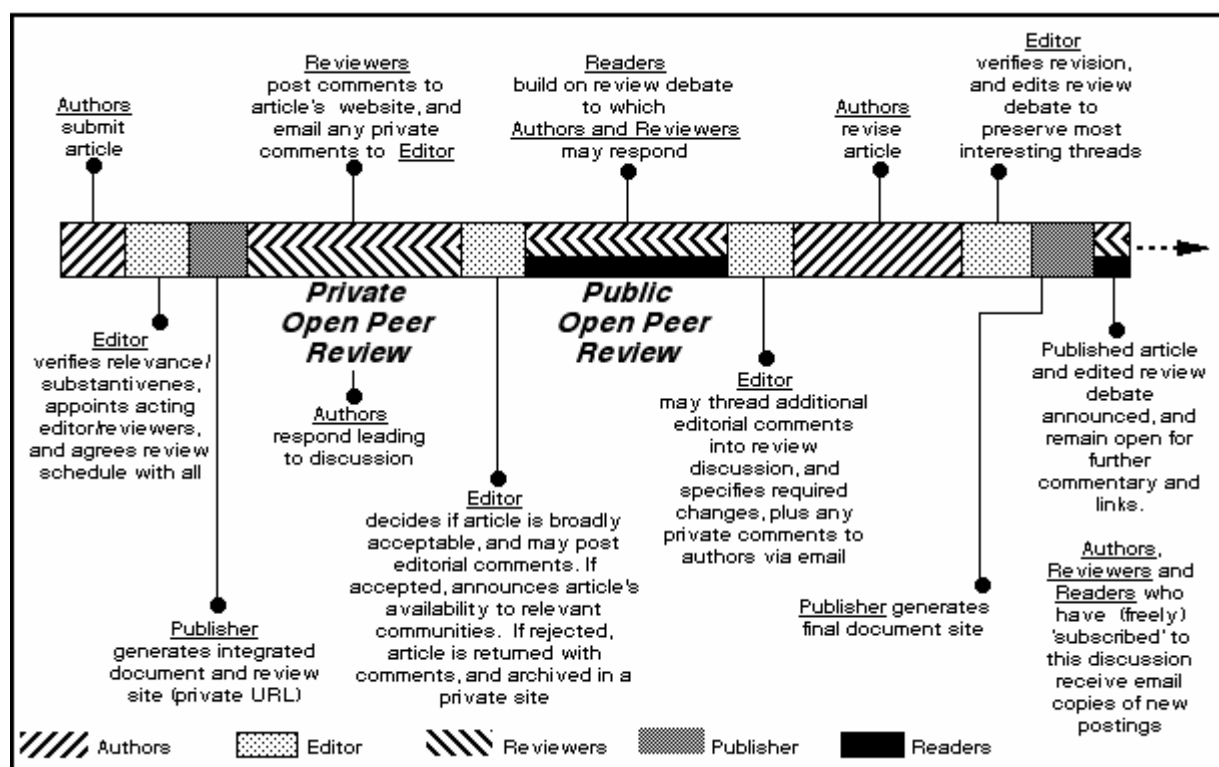 Authors
submit
article
Reviewers
post comments to
article's website, and
email any private
comments to Editor
Readers
build on review debate
to which
Authors and Reviewers
may respond
Authors
revise
article
Editor
verifies revision,
and edits review
debate to
preserve most
interesting threads
Private
Open Peer
Review
Public
Open Peer
Review
Editor
verifies relevance/
substantivenes,
appoints acting
editor/reviewers,
and agrees review
schedule with all
Publisher
generates integrated
document and review
site (private URL)
Authors
respond leading
to discussion
Editor
decides if article is broadly
acceptable, and may post
editorial comments. If
accepted, announces article's
availability to relevant
communities. If rejected,
article is returned with
comments, and archived in a
private site
Editor
may thread additional
editorial comments
into review
discussion, and
specifies required
changes, plus any
private comments to
authors via email
Publisher generates
final document site
Published article
and edited review
debate
announced, and
remain open for
further
commentary and
links.
Authors,
Reviewers and
Readers who
have (freely)
'subscribed' to
this discussion
receive email
copies of new
postings
Authors
Editor
Reviewers
Publisher
Readers